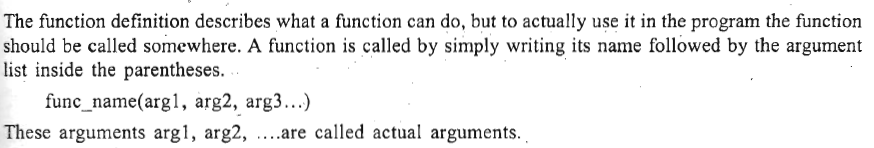 The function definition describes what a function can do, but to actually use it in the program the function
should be called somewhere. A function is called by simply writing its name followed by the argument
list inside the parentheses.
func_name(arg1, arg2, arg3...)
These arguments arg1, arg2, ....are called actual arguments.